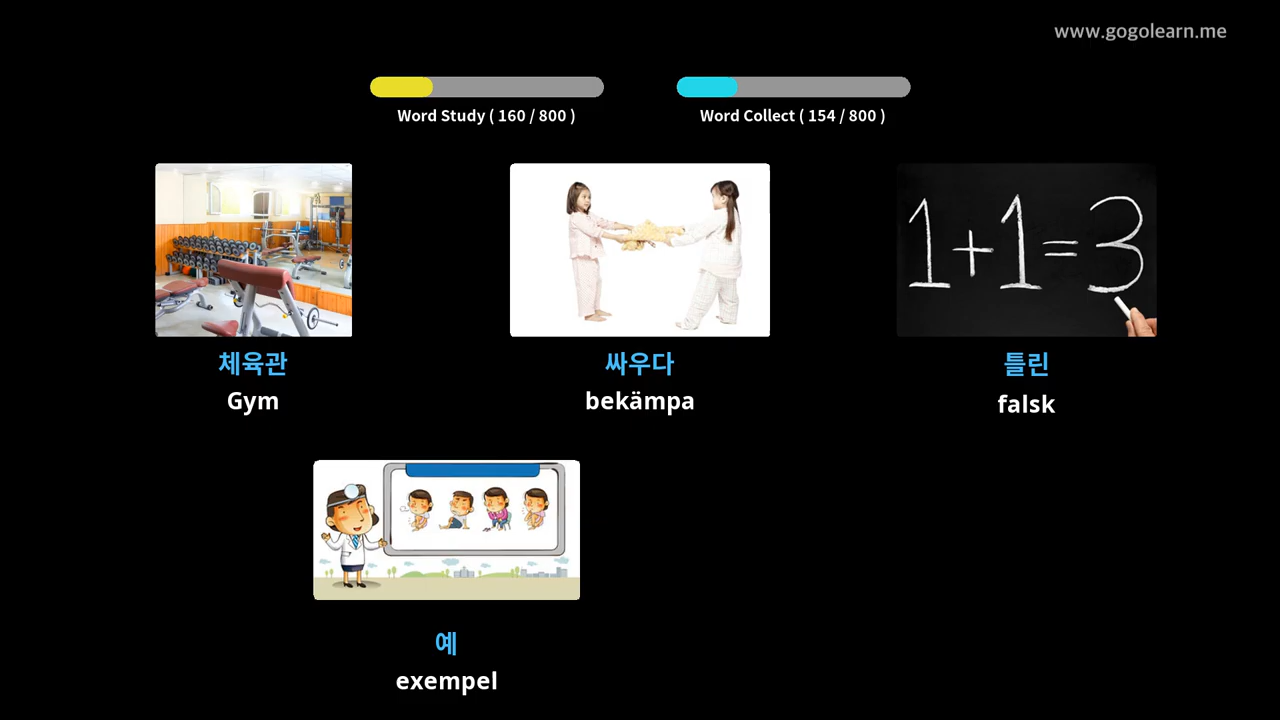 www.gogolearn.me
Word Study ( 160 / 800 )
Word Collect ( 154 / 800 )
1+1=3
체육관
Gym
싸우다
bekämpa
틀린
falsk
예
exempel